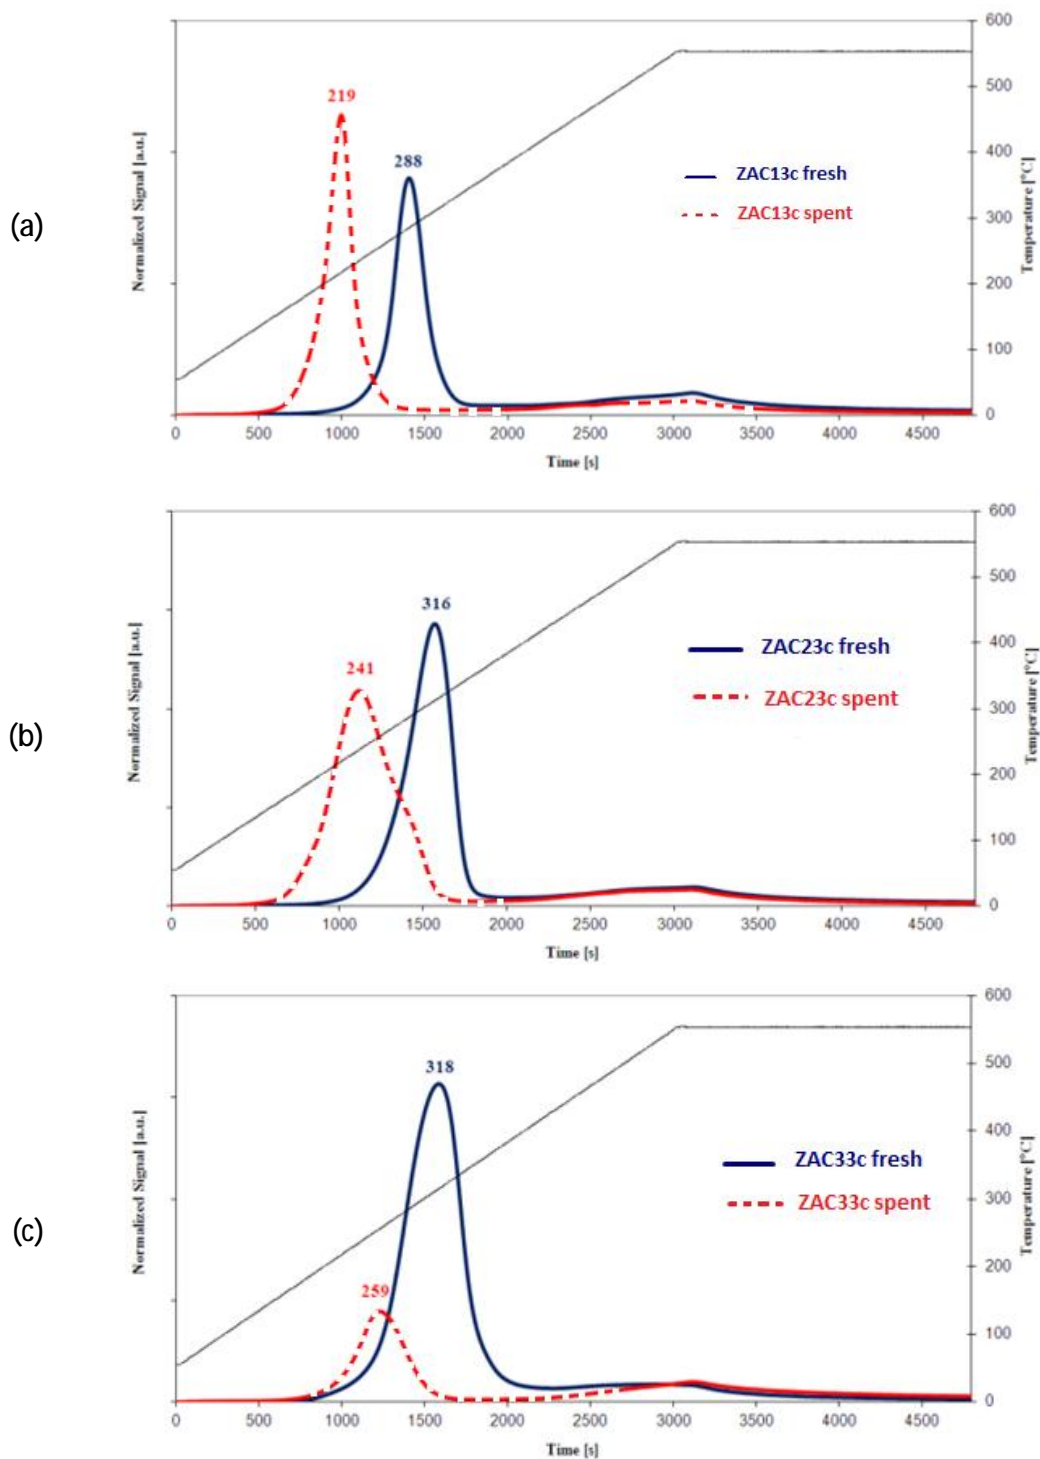 (a)
Normalized Signal [a.u.]
219
288
ZAC13c fresh
ZAC13c spent
600
500
400
300
200
100
0
Temperature [°C]
0 500 1000 1500 2000 2500 3000 3500 4000 4500
Time [s]
(b)
Normalized Signal [a.u.]
241
316
ZAC23c fresh
ZAC23c spent
600
500
400
300
200
100
0
Temperature [°C]
0 500 1000 1500 2000 2500 3000 3500 4000 4500
Time [s]
(c)
Normalized Signal [a.u.]
259
318
ZAC33c fresh
ZAC33c spent
600
500
400
300
200
100
0
Temperature [°C]
0 500 1000 1500 2000 2500 3000 3500 4000 4500
Time [s]